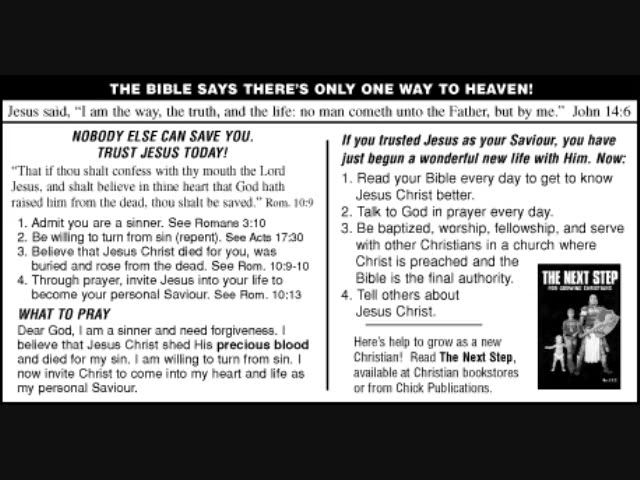 THE BIBLE SAYS THERE'S ONLY ONE WAY TO HEAVEN!
Jesus said, "I am the way, the truth, and the life: no man cometh unto the Father, but by me." John 14:6
NOBODY ELSE CAN SAVE YOU.
TRUST JESUS TODAY!
"That if thou shalt confess with thy mouth the Lord
Jesus, and shalt believe in thine heart that God hath
raised him from the dead, thou shalt be saved." Rom. 10:9
1. Admit you are a sinner. See Romans 3:10
2. Be willing to turn from sin (repent). See Acts 17:30
3. Believe that Jesus Christ died for you, was
buried and rose from the dead. See Rom. 10:9-10
4. Through prayer, invite Jesus into your life to
become your personal Saviour. See Rom. 10:13
WHAT TO PRAY
Dear God, I am a sinner and need forgiveness. I
believe that Jesus Christ shed His precious blood
and died for my sin. I am willing to turn from sin. I
now invite Christ to come into my heart and life as
my personal Saviour.
If you trusted Jesus as your Saviour, you have
just begun a wonderful new life with Him. Now:
1. Read your Bible every day to get to know
Jesus Christ better.
2. Talk to God in prayer every day.
3. Be baptized, worship, fellowship, and serve
with other Christians in a church where
Christ is preached and the
Bible is the final authority.
4. Tell others about
Jesus Christ.
Here's help to grow as a new
Christian! Read The Next Step,
available at Christian bookstores
or from Chick Publications.
THE NEXT STEP
FOR GROWING CHRISTIANS